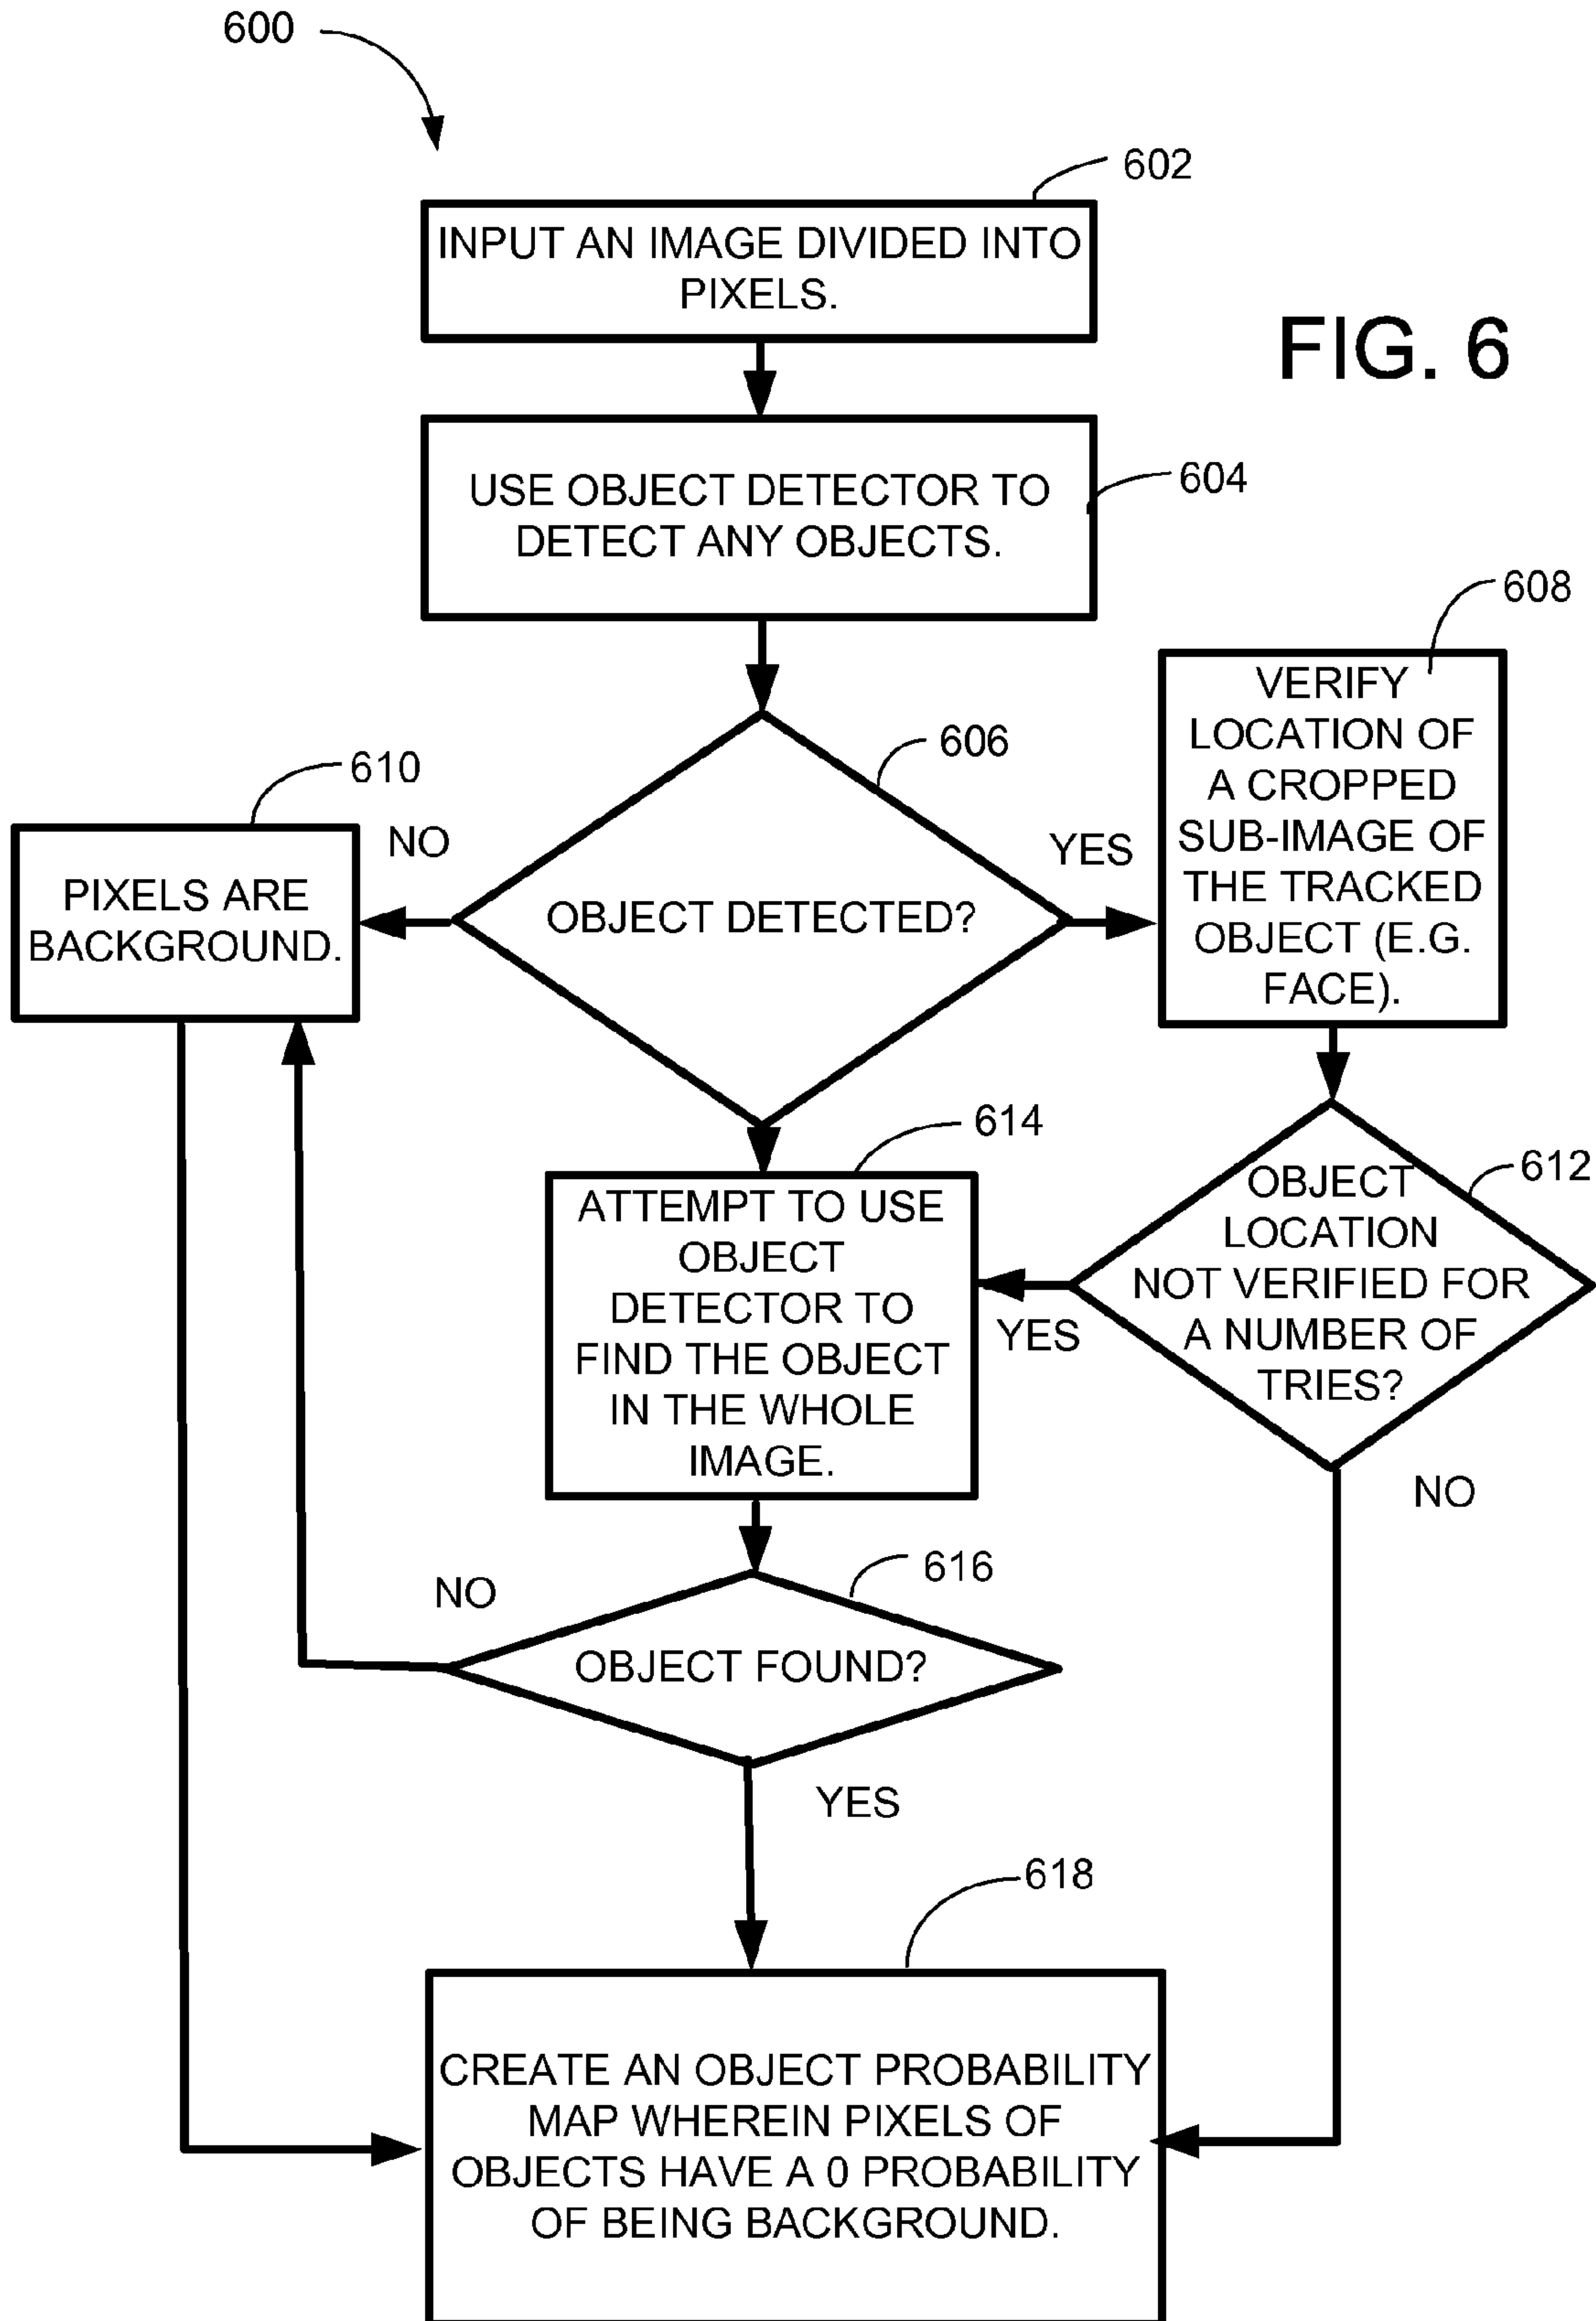 600
602
INPUT AN IMAGE DIVIDED INTO
PIXELS.
FIG. 6
604
USE OBJECT DETECTOR TO
DETECT ANY OBJECTS.
608
VERIFY
LOCATION OF
A CROPPED
SUB-IMAGE OF
THE TRACKED
OBJECT (E.G.
FACE).
606
OBJECT DETECTED?
NO
YES
610
PIXELS ARE
BACKGROUND.
612
OBJECT
LOCATION
NOT VERIFIED FOR
A NUMBER OF
TRIES?
YES
NO
614
ATTEMPT TO USE
OBJECT
DETECTOR TO
FIND THE OBJECT
IN THE WHOLE
IMAGE.
616
OBJECT FOUND?
NO
YES
618
CREATE AN OBJECT PROBABILITY
MAP WHEREIN PIXELS OF
OBJECTS HAVE A 0 PROBABILITY
OF BEING BACKGROUND.